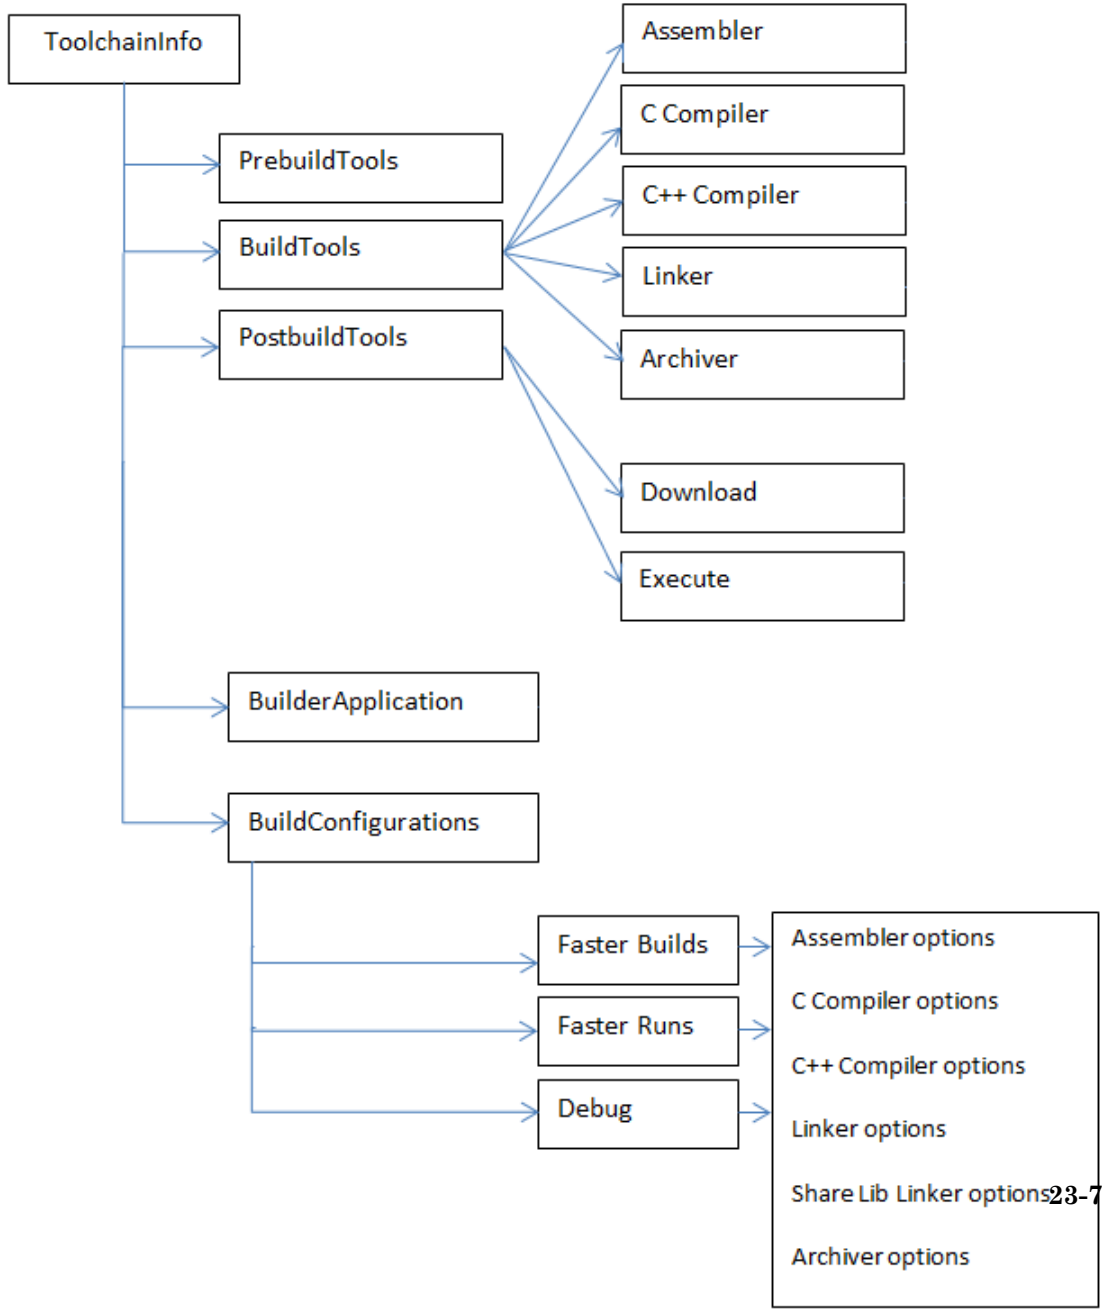 ToolchainInfo
PrebuildTools
BuildTools
PostbuildTools
Assembler
C Compiler
C++ Compiler
Linker
Archiver
Download
Execute
BuilderApplication
BuildConfigurations
Faster Builds
Faster Runs
Debug
Assembler options
C Compiler options
C++ Compiler options
Linker options
Share Lib Linker options
23-7
Archiver options